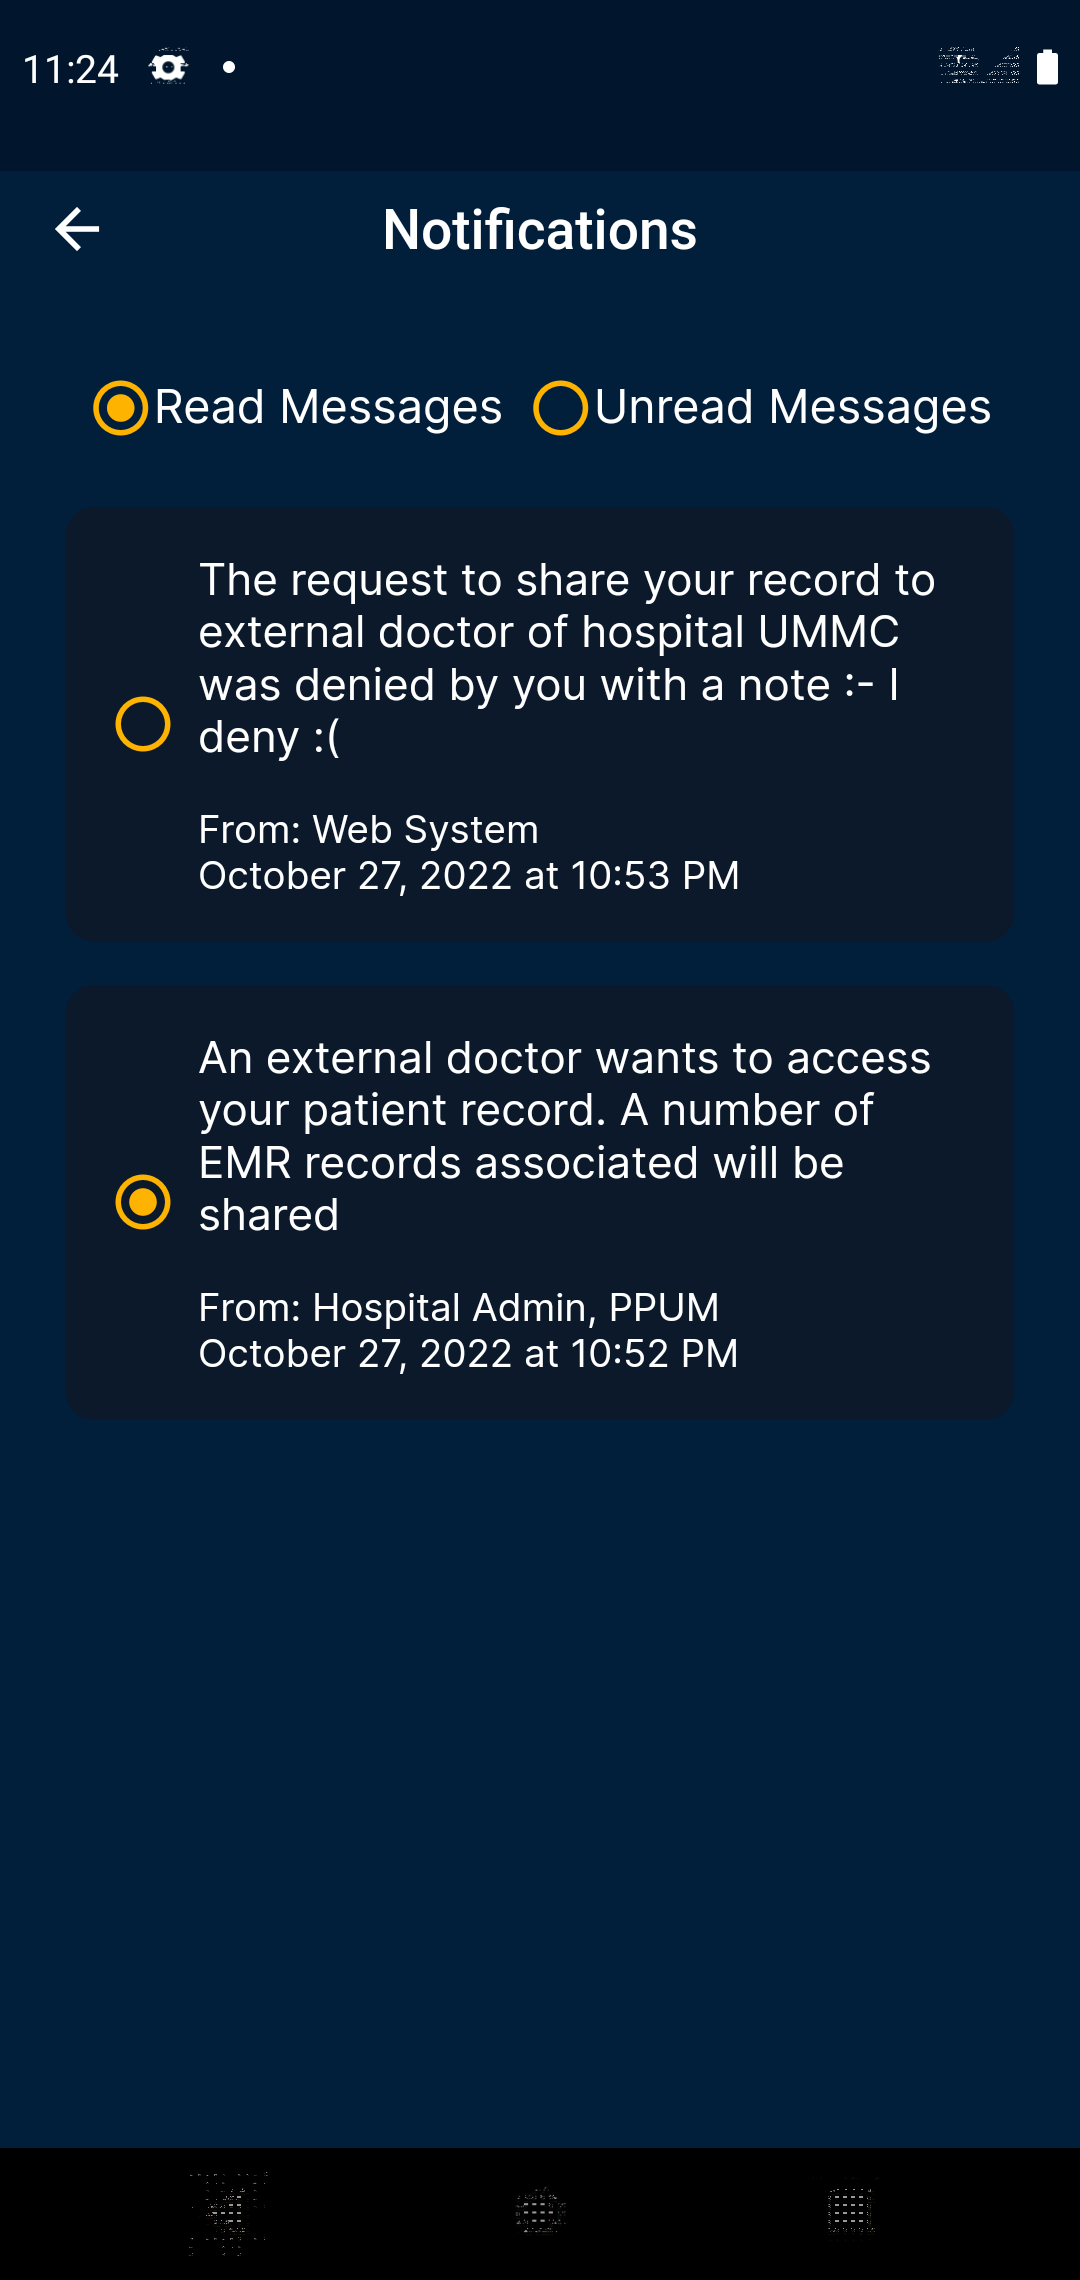 11:24
Notifications
Read Messages Unread Messages
The request to share your record to
external doctor of hospital UMMC
was denied by you with a note :- I
deny :(
From: Web System
October 27, 2022 at 10:53 PM
An external doctor wants to access
your patient record. A number of
EMR records associated will be
shared
From: Hospital Admin, PPUM
October 27, 2022 at 10:52 PM